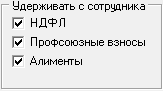 Удерживать с сотрудника
НДФЛ
Профсоюзные взносы
Алименты